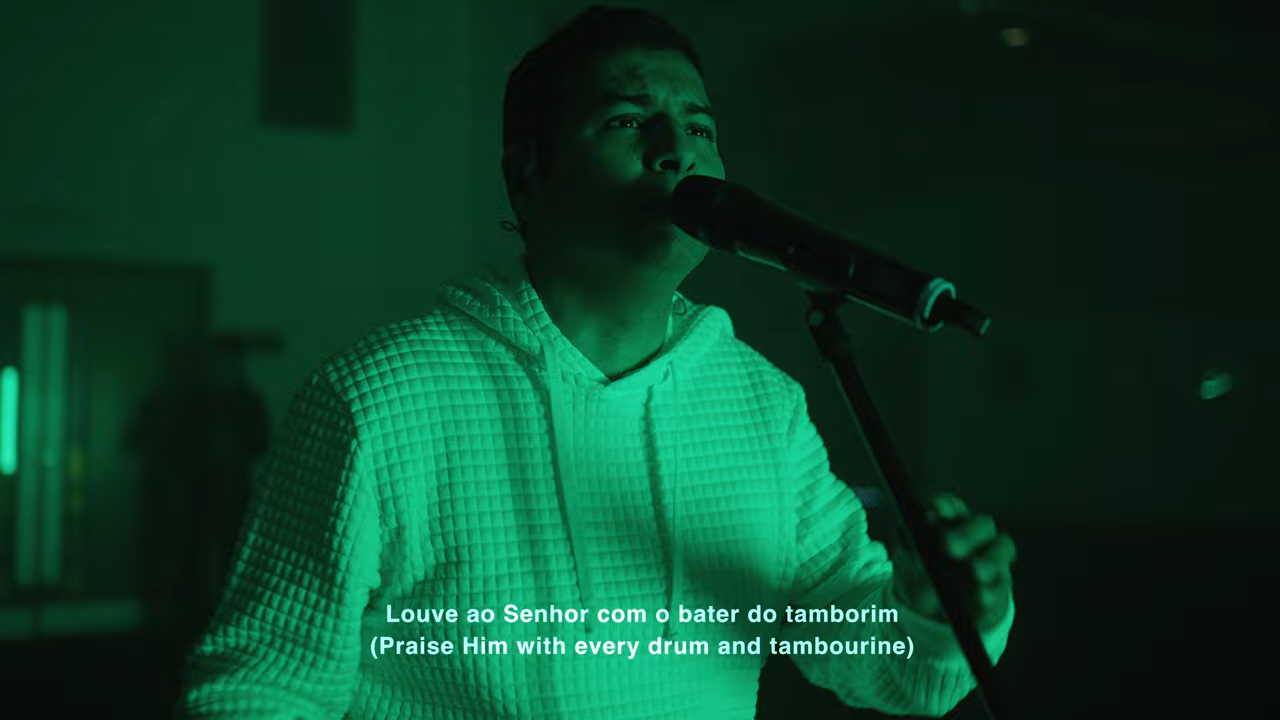 Louve ao Senhor com o bater do tamborim
(Praise Him with every drum and tambourine)